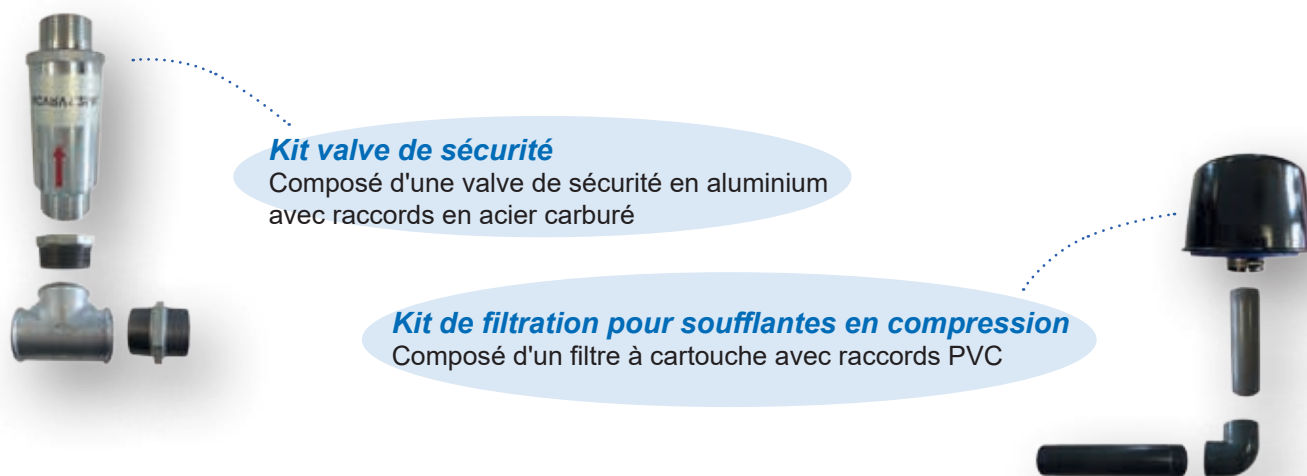 Kit valve de sécurité
Composé d'une valve de sécurité en aluminium
avec raccords en acier carburé
Kit de filtration pour soufflantes en compression
Composé d'un filtre à cartouche avec raccords PVC